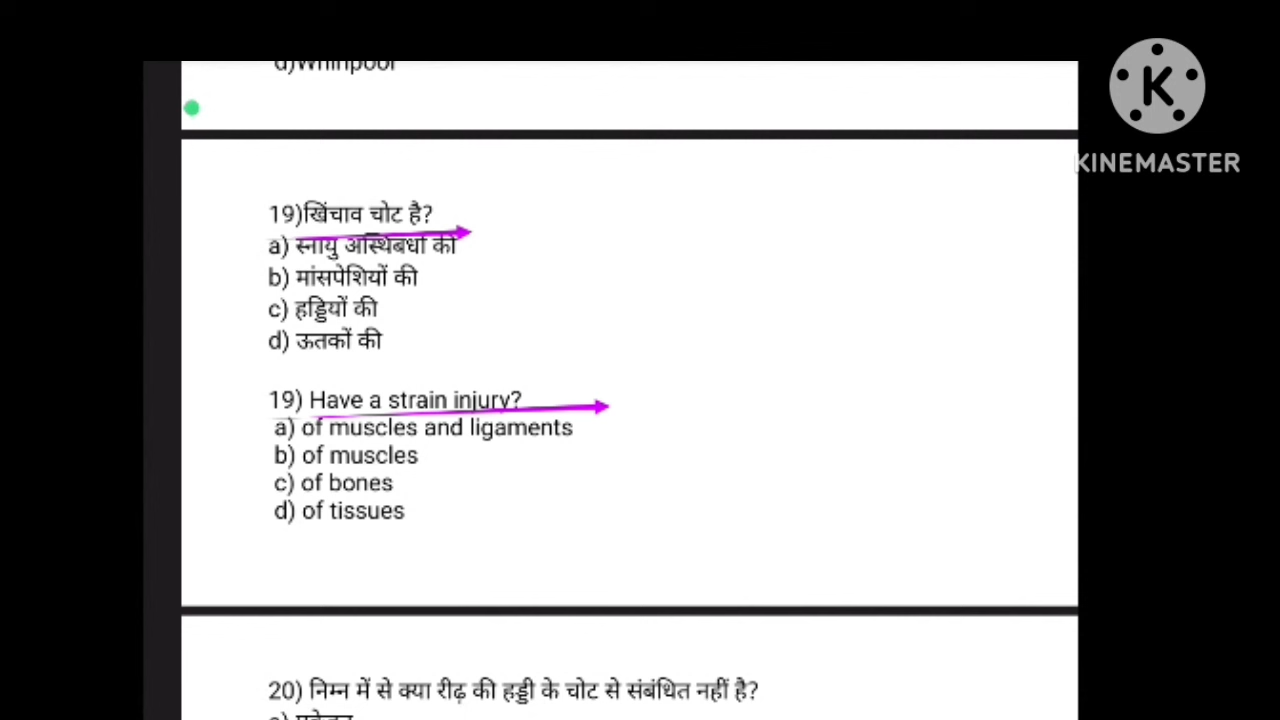 d)Whirlpool
K
KINEMASTER
19)खिंचाव चोट है?
a) स्नायु अस्थिबंधों की
b) मांसपेशियों की
c) हड्डियों की
d) ऊतकों की
19) Have a strain injury?
a) of muscles and ligaments
b) of muscles
c) of bones
d) of tissues
20) निम्न में से क्या रीढ़ की हड्डी के चोट से संबंधित नहीं है?